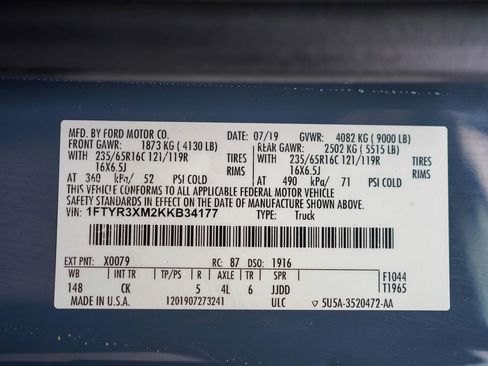 MFD. BY FORD MOTOR CO. 07/19 GVWR: 4082 KG ( 9000 LB)
FRONT GAWR: 1873 KG ( 4130 LB) REAR GAWR: 2502 KG ( 5515 LB)
WITH 235/65R16C 121/119R TIRES WITH 235/65R16C 121/119R TIRES
16X6.5J RIMS 16X6.5J RIMS
AT 360 kPa/ 52 PSI COLD AT 490 kPa/ 71 PSI COLD
THIS VEHICLE CONFORMS TO ALL APPLICABLE FEDERAL MOTOR VEHICLE
SAFETY STANDARDS IN EFFECT ON THE DATE OF MANUFACTURE SHOWN ABOVE.
VIN: 1FTYR3XM2KKB34177 TYPE: Truck
EXT PNT: X0079 RC: 87 DSO: 1916
WB INT TR TP/PS R AXLE TR SPR F1044
148 CK 5 4L 6 JJDD T1965
MADE IN U.S.A. 1201907273241 ULC ▽ 5U5A-3520472-AA